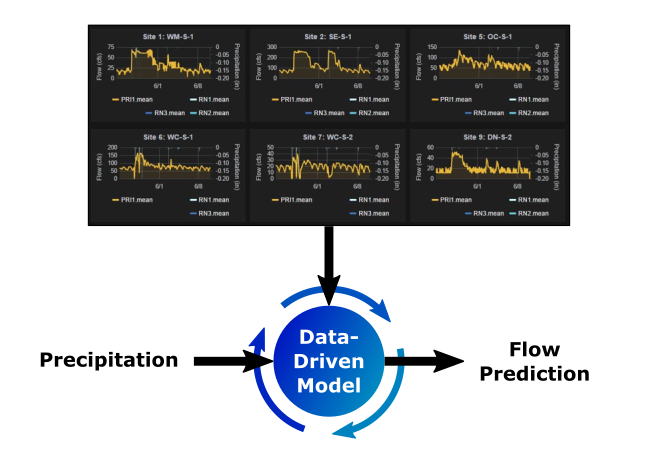 Site 1: WM-S-1
Flow (cfs)
75
50
25
0
0
-0.05
-0.10
-0.15
-0.20
Precipitation (in)
6/1 6/8
PRI1.mean RN1.mean
RN3.mean RN2.mean
Site 2: SE-S-1
Flow (cfs)
300
200
100
0
0
-0.05
-0.10
-0.15
-0.20
Precipitation (in)
6/1 6/8
PRI1.mean RN1.mean
RN3.mean RN2.mean
Site 5: OC-S-1
Flow (cfs)
150
100
50
0
0
-0.05
-0.10
-0.15
-0.20
Precipitation (in)
6/1 6/8
PRI1.mean RN1.mean
RN3.mean RN2.mean
Site 6: WC-S-1
Flow (cfs)
200
150
100
50
0
0
-0.05
-0.10
-0.15
-0.20
Precipitation (in)
6/1 6/8
PRI1.mean RN1.mean
RN3.mean
Site 7: WC-S-2
Flow (cfs)
50
40
30
20
10
0
0
-0.05
-0.10
-0.15
-0.20
Precipitation (in)
6/1 6/8
PRI1.mean RN1.mean
RN3.mean
Site 9: DN-S-2
Flow (cfs)
60
40
20
0
0
-0.05
-0.10
-0.15
-0.20
Precipitation (in)
6/1 6/8
PRI1.mean RN1.mean
RN3.mean RN2.mean
Precipitation
Data-
Driven
Model
Flow
Prediction